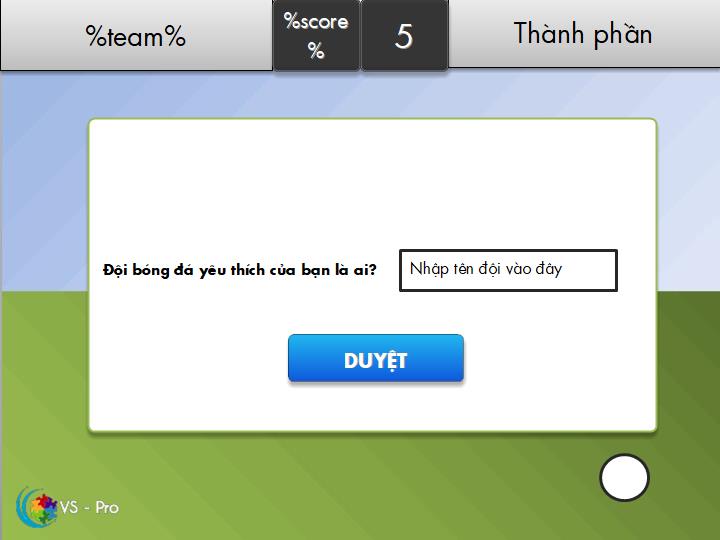 %team%
%score
%
5
Thành phần
Đội bóng đá yêu thích của bạn là ai?
Nhập tên đội vào đây
DUYỆT
VS - Pro